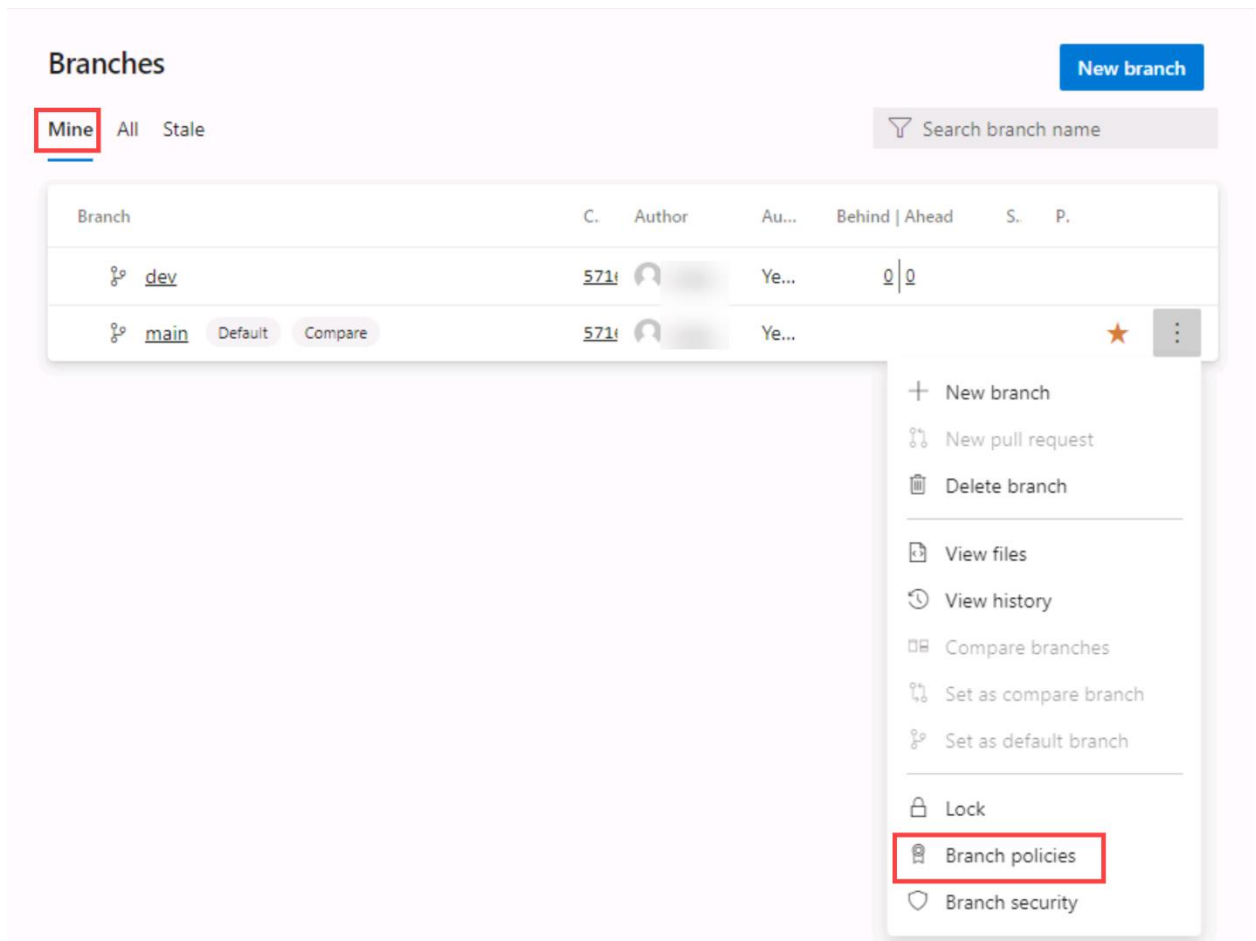 Branches
New branch
Mine All Stale
Search branch name
Branch C. Author Au... Behind | Ahead S. P.
dev Ye... 0 | 0
main Default Compare Ye...
New branch
New pull request
Delete branch
View files
View history
Compare branches
Set as compare branch
Set as default branch
Lock
Branch policies
Branch security